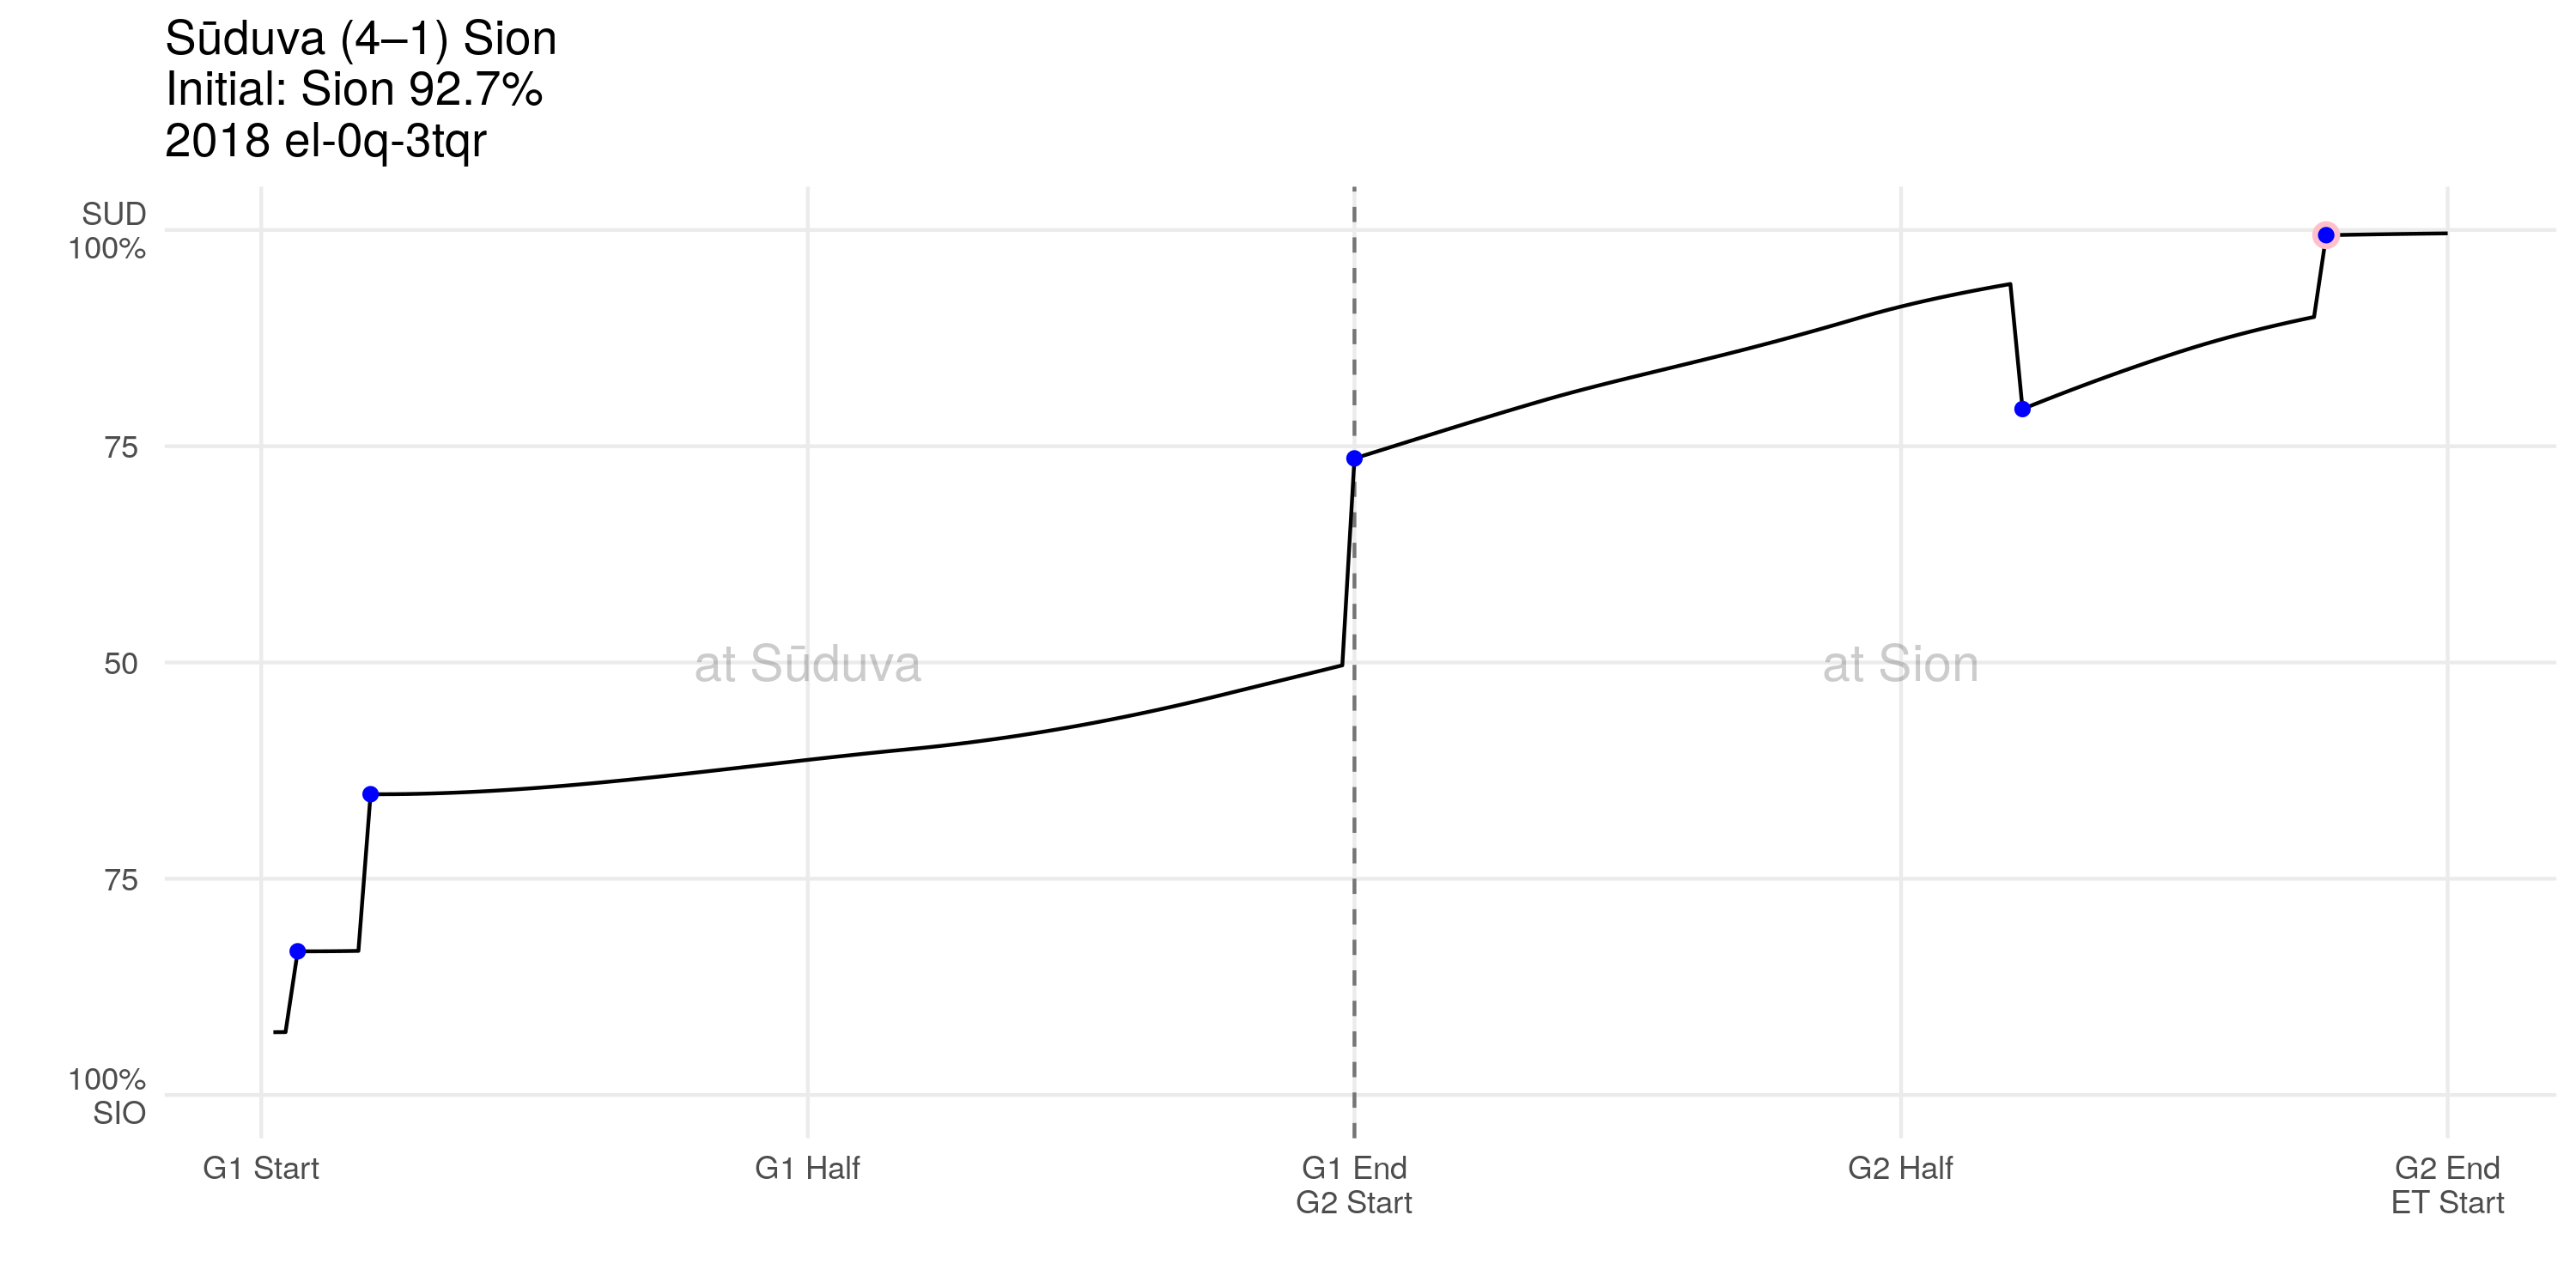 Sūduva (4–1) Sion
Initial: Sion 92.7%
2018 el-0q-3tqr
SUD
100%
75
50
75
100%
SIO
at Sūduva
at Sion
G1 Start
G1 Half
G1 End
G2 Start
G2 Half
G2 End
ET Start